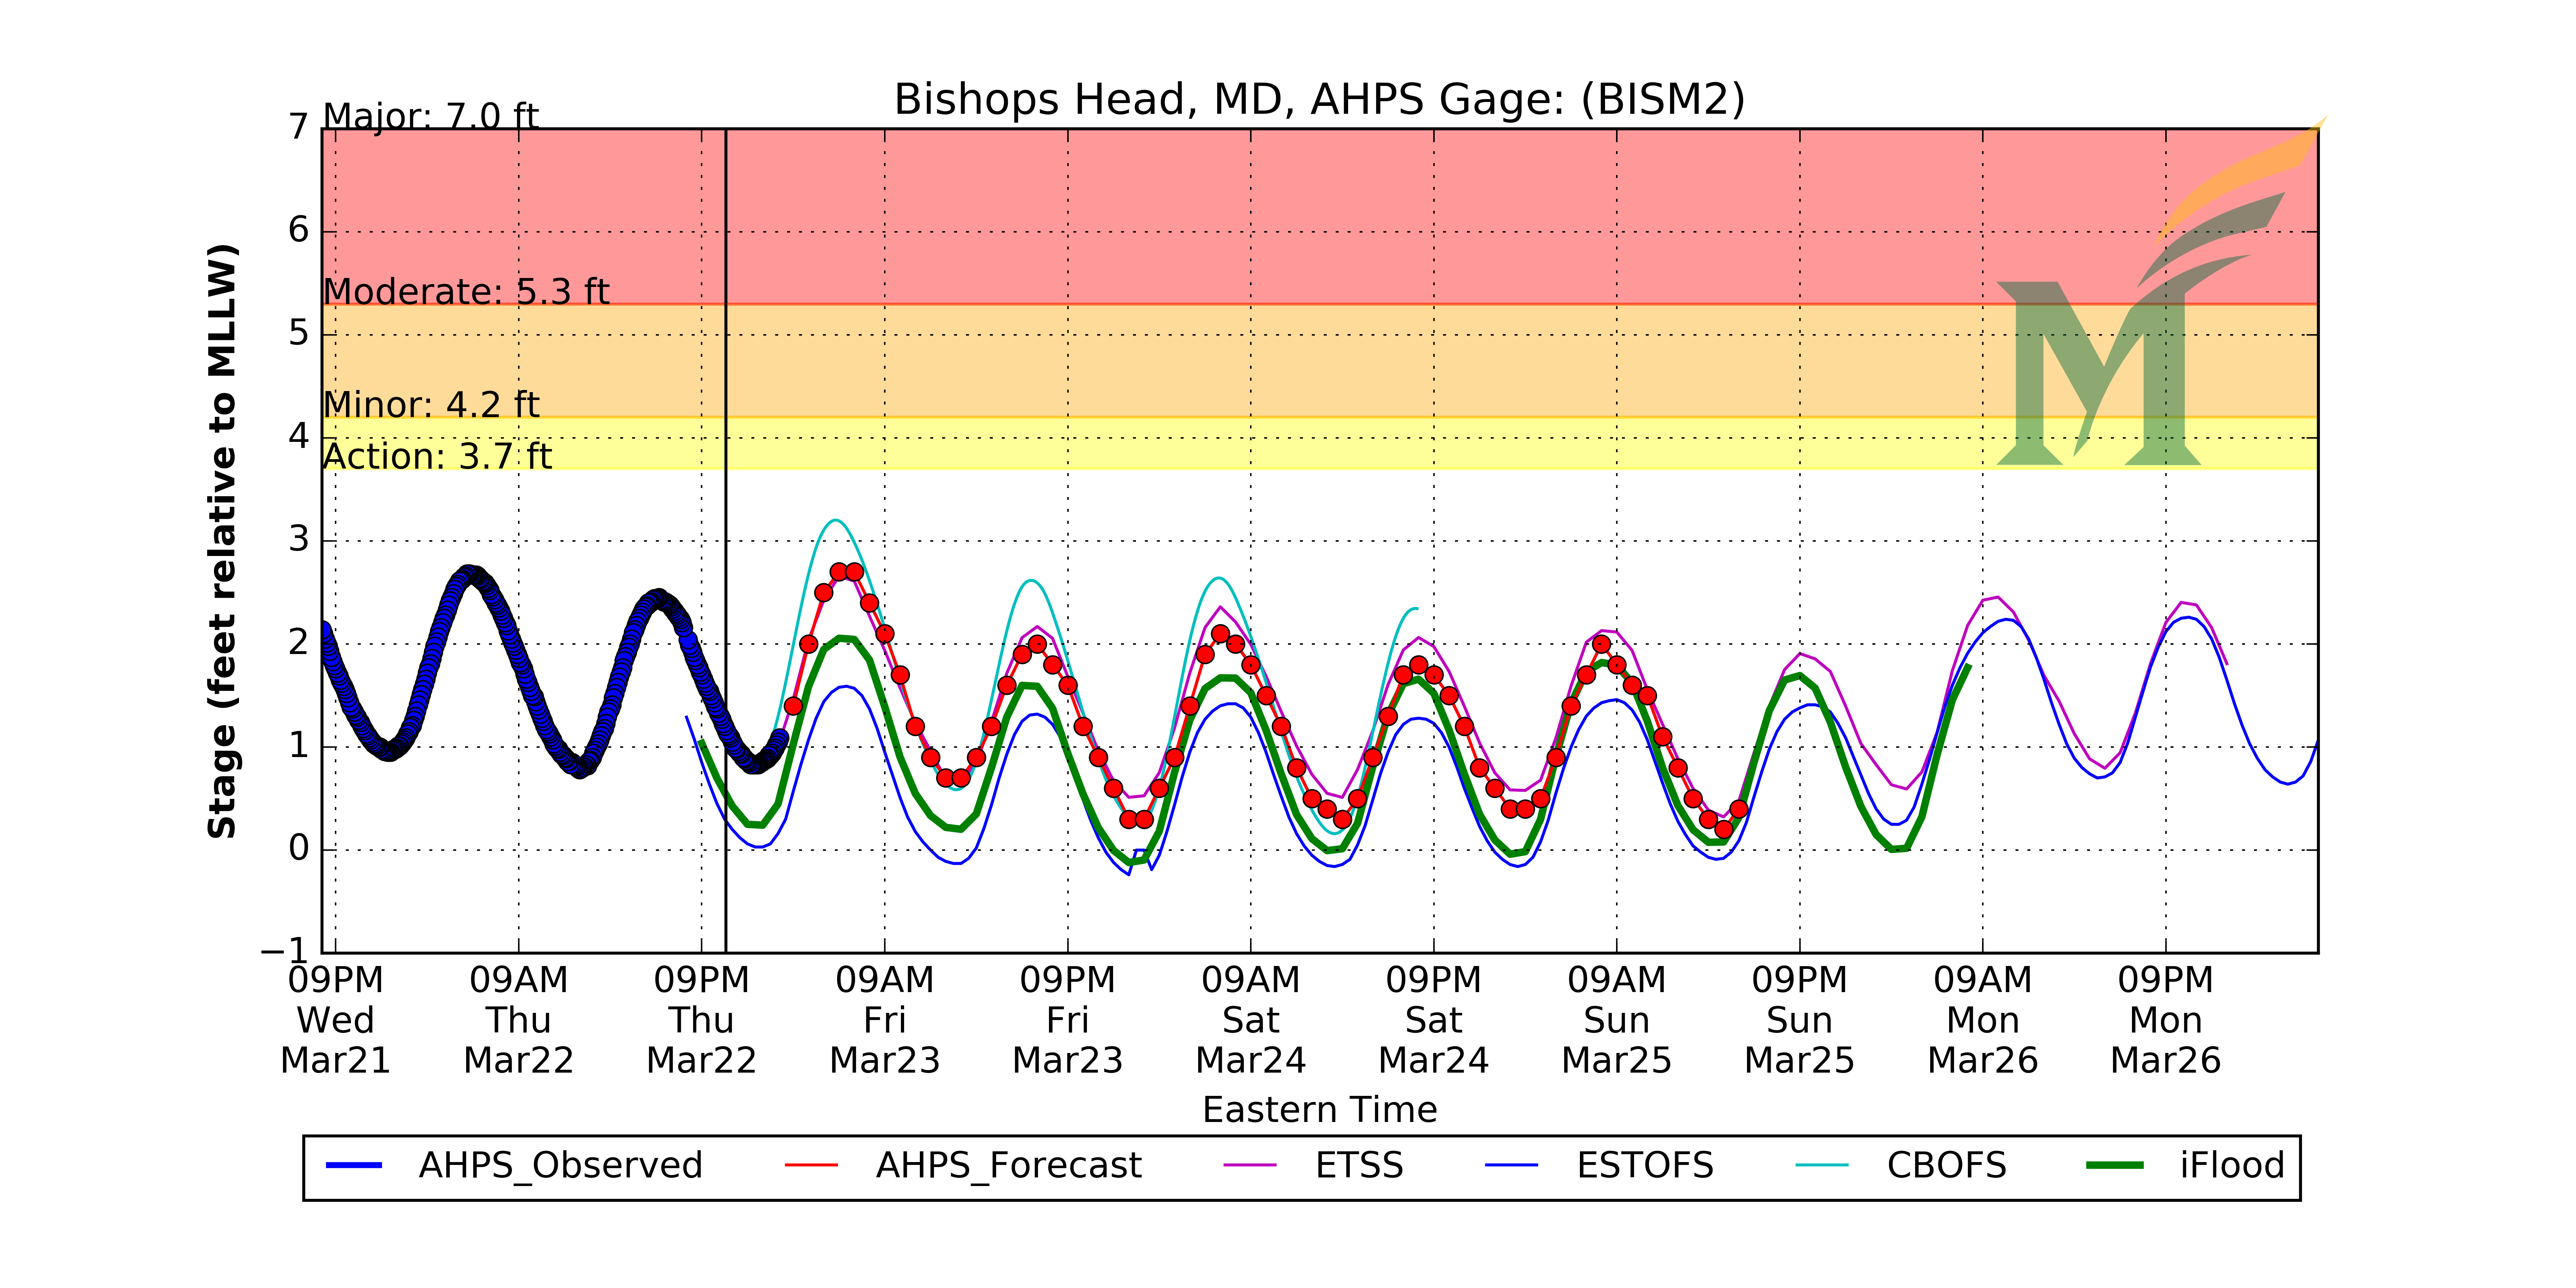 Bishops Head, MD, AHPS Gage: (BISM2)
Major: 7.0 ft
Moderate: 5.3 ft
Minor: 4.2 ft
Action: 3.7 ft
7
6
5
4
3
2
1
0
−1
Stage (feet relative to MLLW)
09PM 09AM 09PM 09AM 09PM 09AM 09PM 09AM 09PM 09AM 09PM
Wed Thu Thu Fri Fri Sat Sat Sun Sun Mon Mon
Mar21 Mar22 Mar22 Mar23 Mar23 Mar24 Mar24 Mar25 Mar25 Mar26 Mar26
Eastern Time
AHPS_Observed AHPS_Forecast ETSS ESTOFS CBOFS iFlood